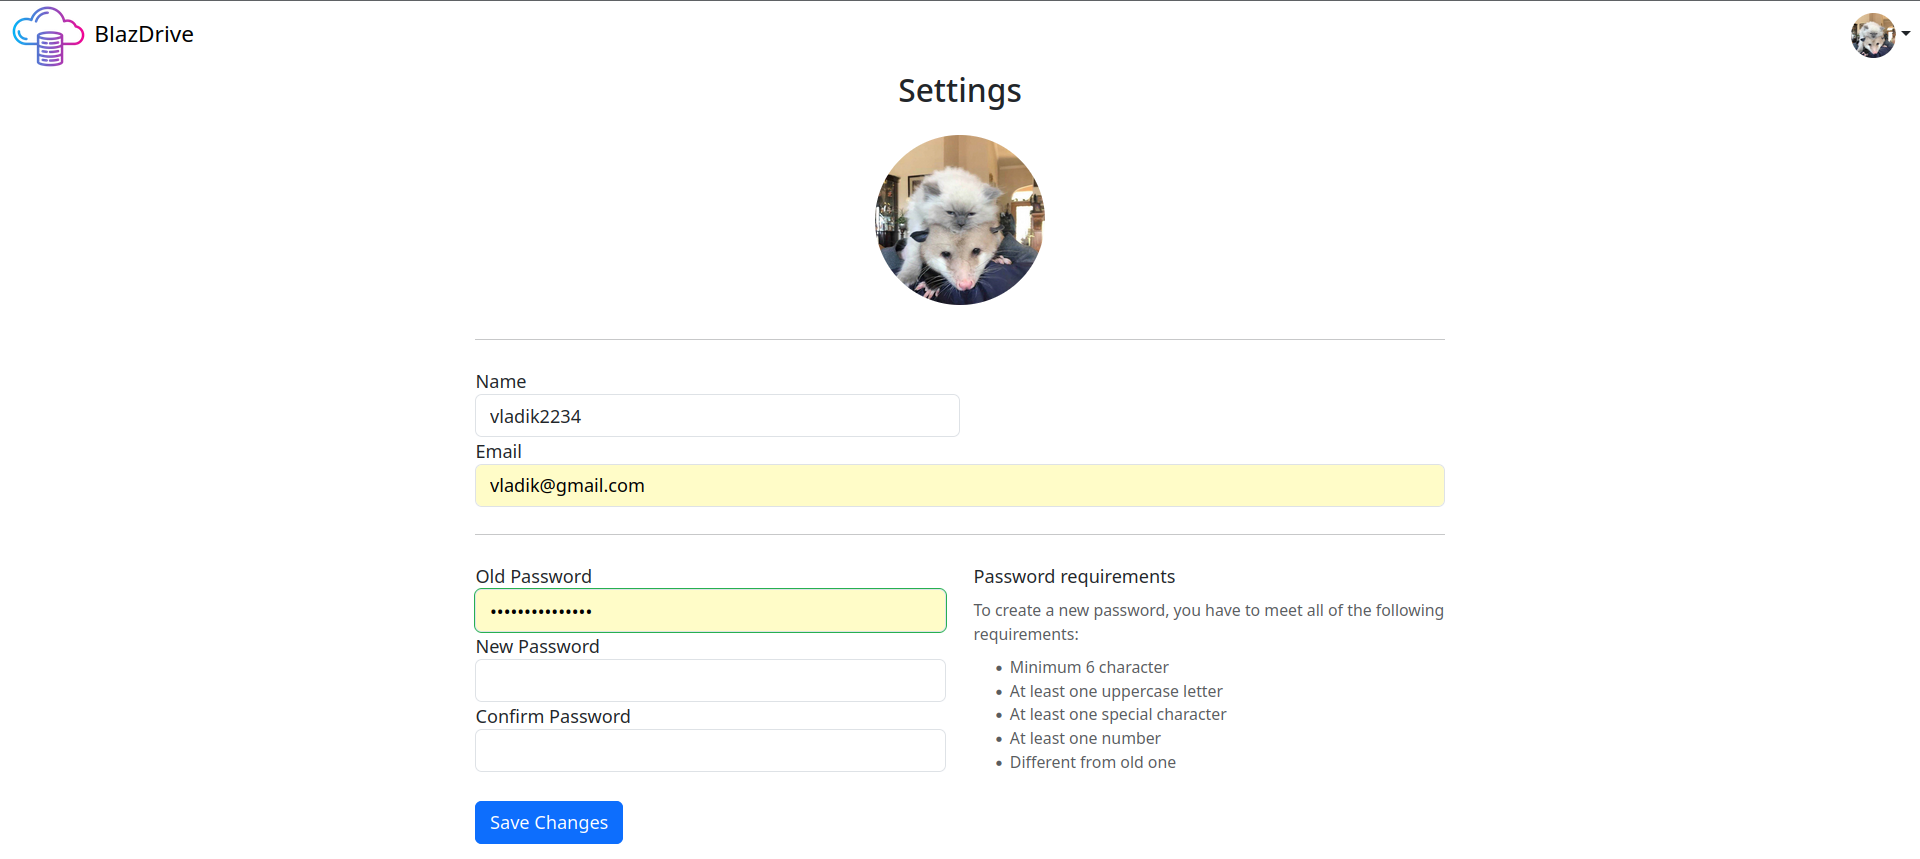 BlazDrive
Settings
Name
vladik2234
Email
vladik@gmail.com
Old Password
•••••••••••••••
New Password
Confirm Password
Password requirements
To create a new password, you have to meet all of the following
requirements:
• Minimum 6 character
• At least one uppercase letter
• At least one special character
• At least one number
• Different from old one
Save Changes